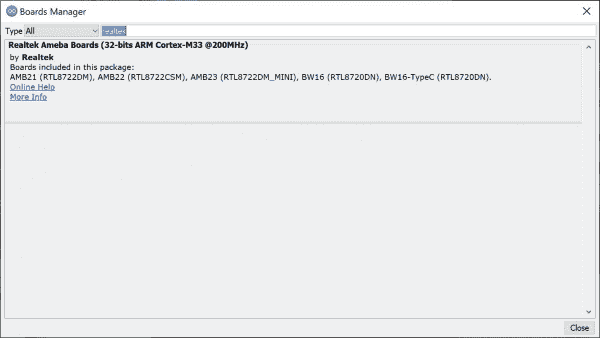 Boards Manager
Type All realtek
Realtek Ameba Boards (32-bits ARM Cortex-M33 @200MHz)
by Realtek
Boards included in this package:
AMB21 (RTL8722DM), AMB22 (RTL8722CSM), AMB23 (RTL8722DM_MINI), BW16 (RTL8720DN), BW16-TypeC (RTL8720DN).
Online Help
More Info
Close